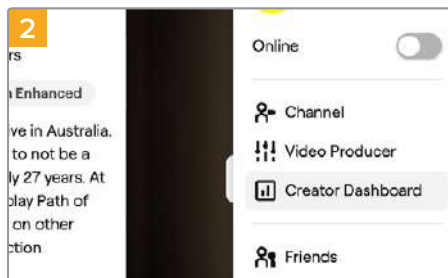 2
rs
Enhanced
ve in Australia.
to not be a
ly 27 years. At
play Path of
on other
ction
Online
Channel
Video Producer
Creator Dashboard
Friends